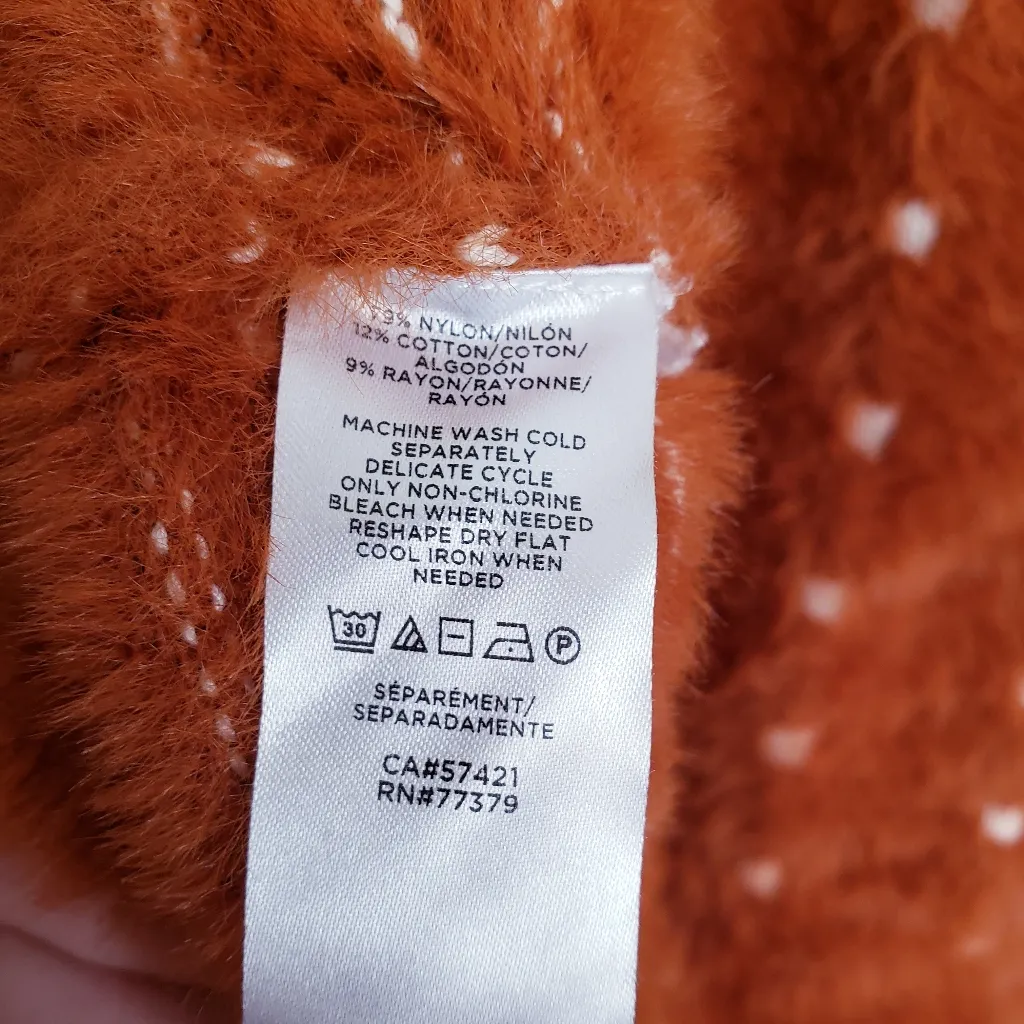 79% NYLON/NILÓN
12% COTTON/COTON/
ALGODÓN
9% RAYON/RAYONNE/
RAYÓN
MACHINE WASH COLD
SEPARATELY
DELICATE CYCLE
ONLY NON-CHLORINE
BLEACH WHEN NEEDED
RESHAPE DRY FLAT
COOL IRON WHEN
NEEDED
30 P
SÉPARÉMENT/
SEPARADAMENTE
CA#57421
RN#77379